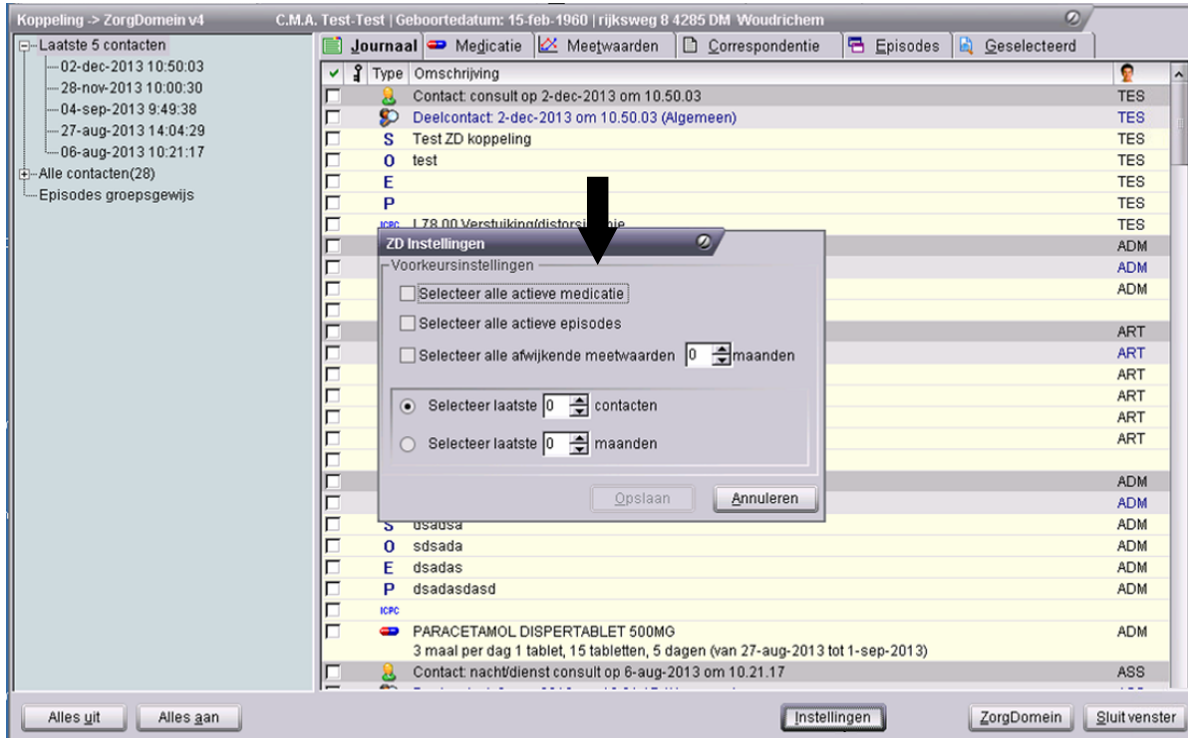 Koppeling -> ZorgDomein v4 C.M.A. Test-Test | Geboortedatum: 15-feb-1960 | rijksweg 8 4285 DM Woudrichem
Laatste 5 contacten
02-dec-2013 10:50:03
28-nov-2013 10:00:30
04-sep-2013 9:49:38
27-aug-2013 14:04:29
06-aug-2013 10:21:17
Alle contacten(28)
Episodes groepsgewijs
Journaal Medicatie Meetwaarden Correspondentie Episodes Geselecteerd
Type Omschrijving
Contact: consult op 2-dec-2013 om 10.50.03 TES
Deelcontact: 2-dec-2013 om 10.50.03 (Algemeen) TES
S Test ZD koppeling TES
O test TES
E TES
P TES
ICPC L78.00 Verstuiking/distorsie TES
ADM
ADM
ADM
ART
ART
ART
ART
ART
ART
ADM
ADM
ZD Instellingen
Voorkeursinstellingen
Selecteer alle actieve medicatie
Selecteer alle actieve episodes
Selecteer alle afwijkende meetwaarden 0 maanden
Selecteer laatste 0 contacten
Selecteer laatste 0 maanden
Opslaan Annuleren
S dsadsa ADM
O sdsada ADM
E dsadas ADM
P dsadasdasd ADM
ICPC
PARACETAMOL DISPERTABLET 500MG ADM
3 maal per dag 1 tablet, 15 tabletten, 5 dagen (van 27-aug-2013 tot 1-sep-2013)
Contact: nacht/dienst consult op 6-aug-2013 om 10.21.17 ASS
Alles uit Alles aan Instellingen ZorgDomein Sluit venster